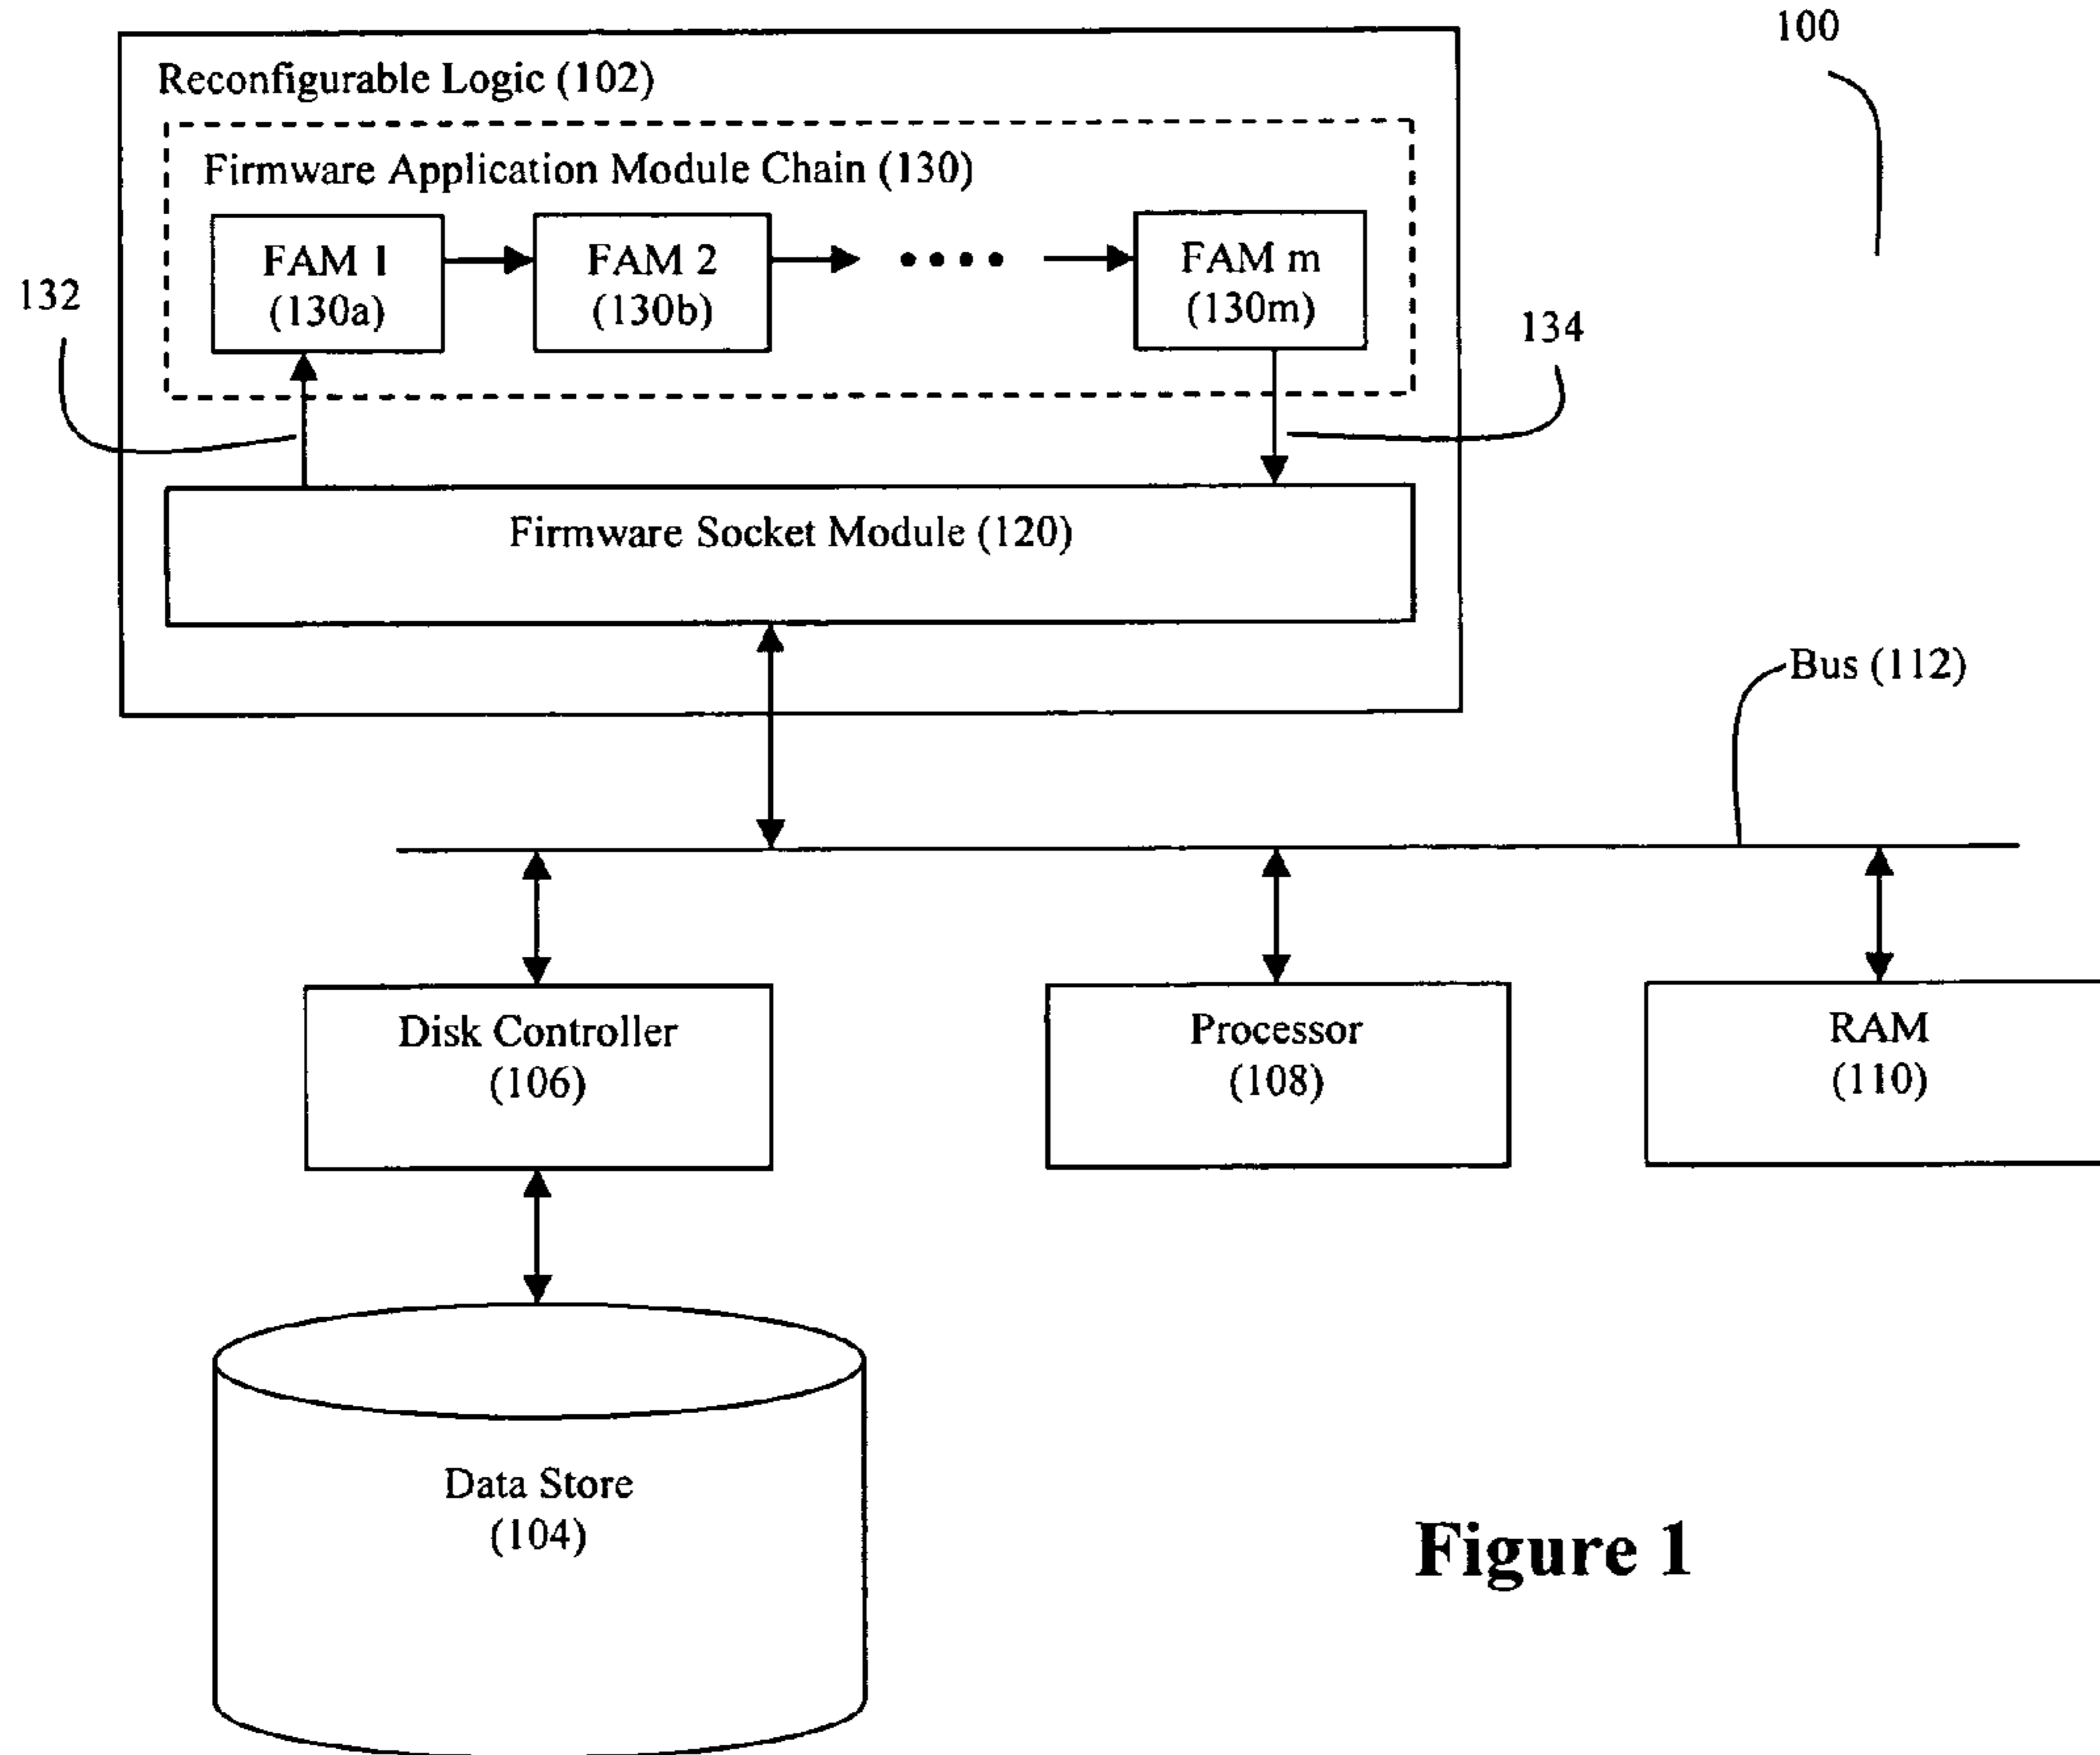 100
Reconfigurable Logic (102)
Firmware Application Module Chain (130)
FAM 1
(130a)
FAM 2
(130b)
FAM m
(130m)
132
134
Firmware Socket Module (120)
Bus (112)
Disk Controller
(106)
Processor
(108)
RAM
(110)
Data Store
(104)
Figure 1